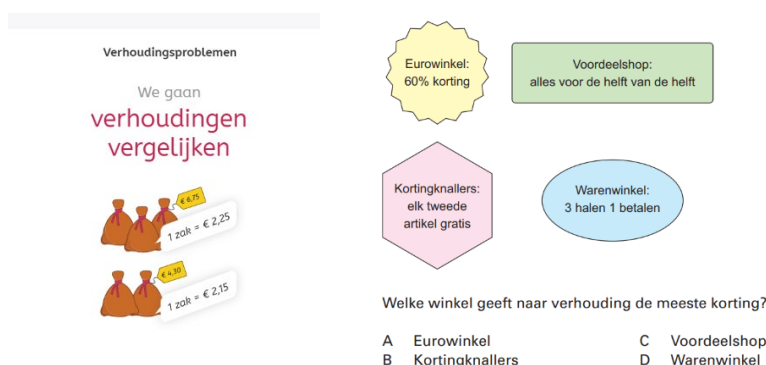 Verhoudingsproblemen
We gaan
verhoudingen
vergelijken
€ 6,75
1 zak = € 2,25
€ 4,30
1 zak = € 2,15
Eurowinkel:
60% korting
Voordeelshop:
alles voor de helft van de helft
Kortingknallers:
elk tweede
artikel gratis
Warenwinkel:
3 halen 1 betalen
Welke winkel geeft naar verhouding de meeste korting?
A Eurowinkel
C Voordeelshop
B Kortingknallers
D Warenwinkel